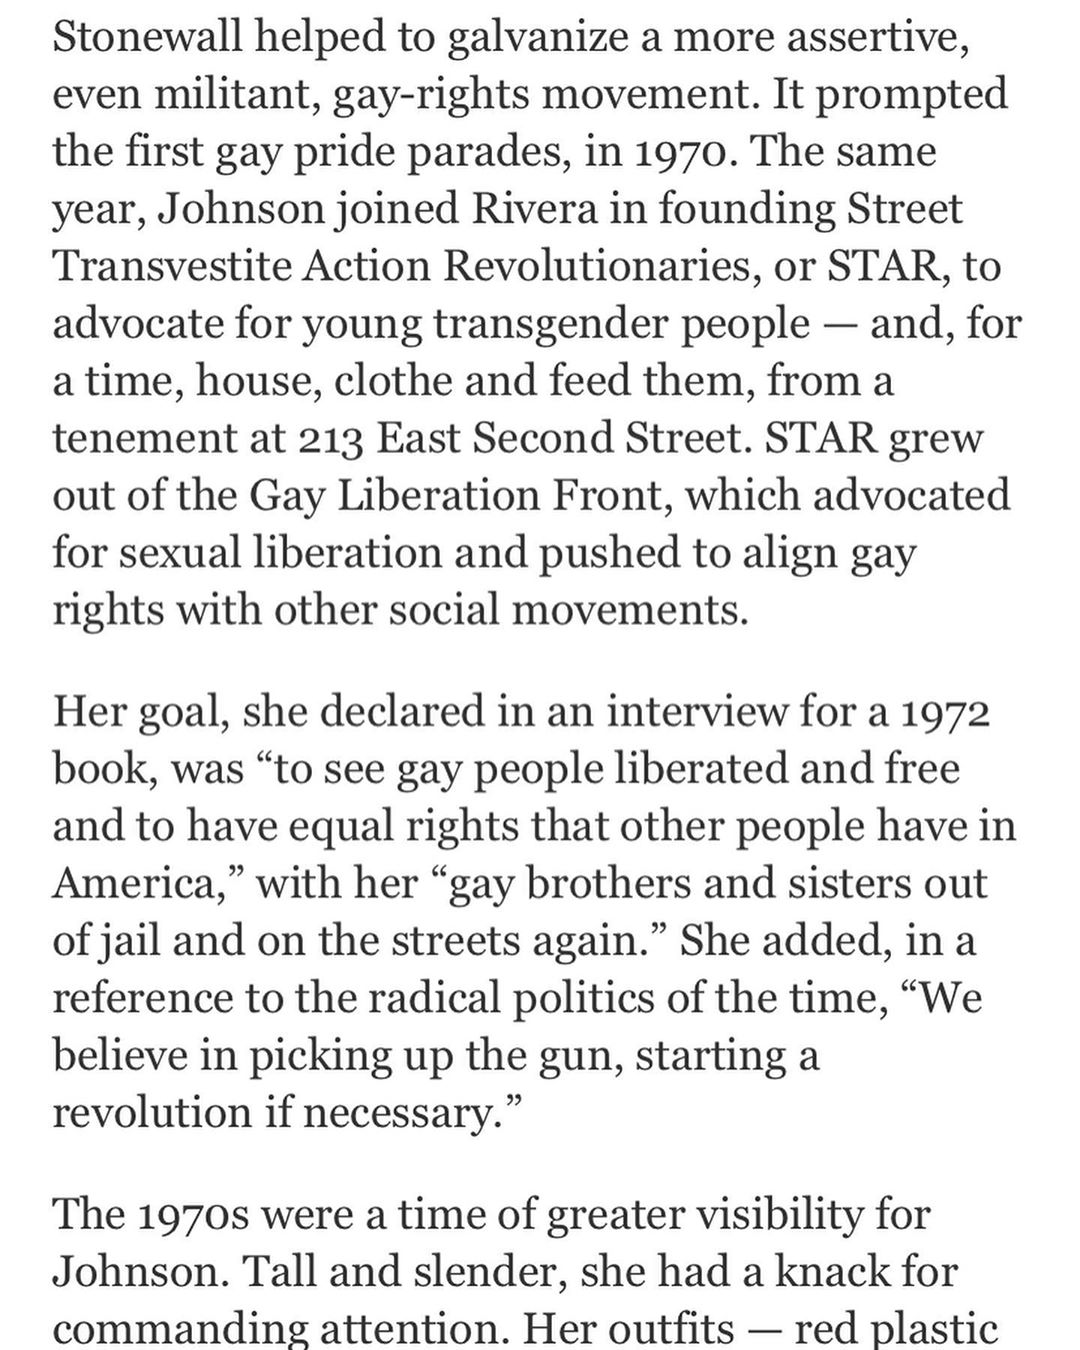 Stonewall helped to galvanize a more assertive,
even militant, gay-rights movement. It prompted
the first gay pride parades, in 1970. The same
year, Johnson joined Rivera in founding Street
Transvestite Action Revolutionaries, or STAR, to
advocate for young transgender people — and, for
a time, house, clothe and feed them, from a
tenement at 213 East Second Street. STAR grew
out of the Gay Liberation Front, which advocated
for sexual liberation and pushed to align gay
rights with other social movements.
Her goal, she declared in an interview for a 1972
book, was “to see gay people liberated and free
and to have equal rights that other people have in
America,” with her “gay brothers and sisters out
of jail and on the streets again.” She added, in a
reference to the radical politics of the time, “We
believe in picking up the gun, starting a
revolution if necessary.”
The 1970s were a time of greater visibility for
Johnson. Tall and slender, she had a knack for
commanding attention. Her outfits — red plastic